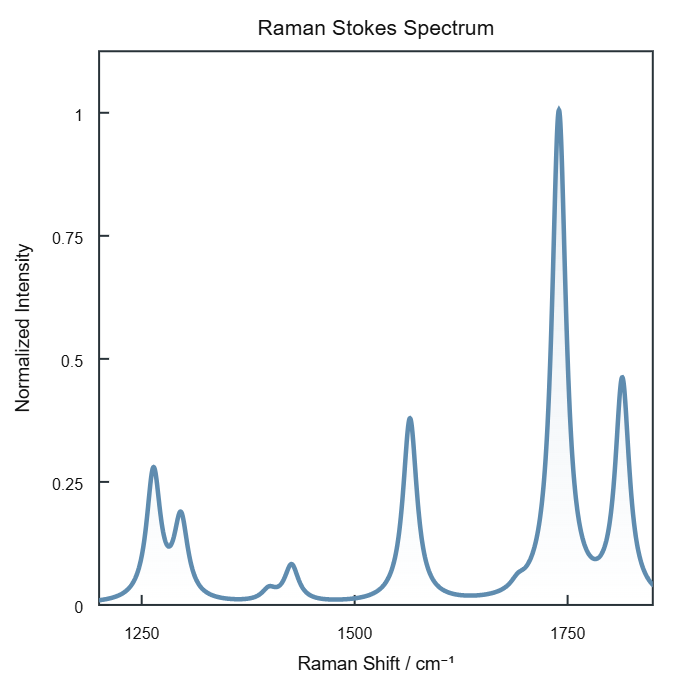 Raman Stokes Spectrum
Normalized Intensity
1
0.75
0.5
0.25
0
1250 1500 1750
Raman Shift / cm⁻¹